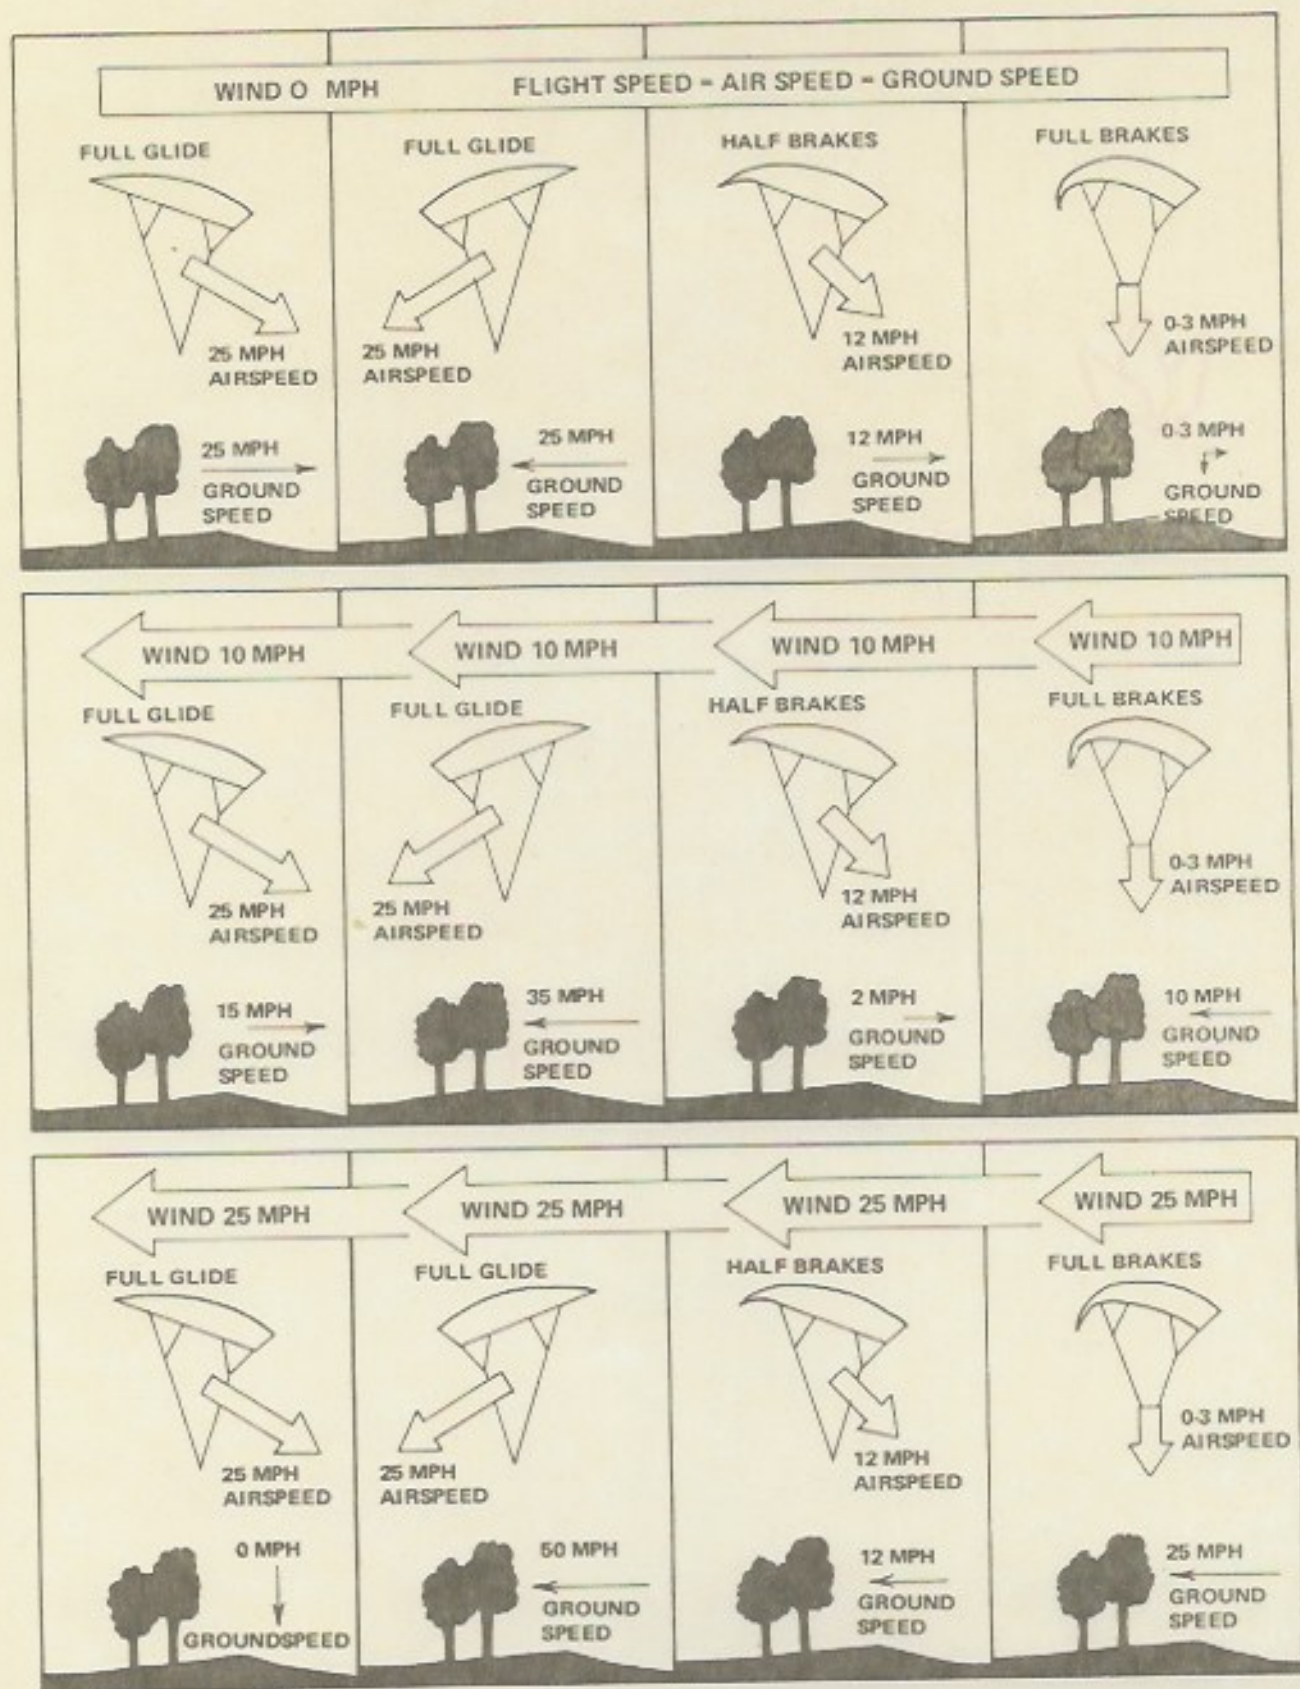 WIND O MPH FLIGHT SPEED = AIR SPEED = GROUND SPEED
FULL GLIDE
25 MPH
AIRSPEED
25 MPH
GROUND
SPEED
FULL GLIDE
25 MPH
AIRSPEED
25 MPH
GROUND
SPEED
HALF BRAKES
12 MPH
AIRSPEED
12 MPH
GROUND
SPEED
FULL BRAKES
0-3 MPH
AIRSPEED
0-3 MPH
GROUND
SPEED
WIND 10 MPH
FULL GLIDE
25 MPH
AIRSPEED
15 MPH
GROUND
SPEED
WIND 10 MPH
FULL GLIDE
25 MPH
AIRSPEED
35 MPH
GROUND
SPEED
WIND 10 MPH
HALF BRAKES
12 MPH
AIRSPEED
2 MPH
GROUND
SPEED
WIND 10 MPH
FULL BRAKES
0-3 MPH
AIRSPEED
10 MPH
GROUND
SPEED
WIND 25 MPH
FULL GLIDE
25 MPH
AIRSPEED
0 MPH
GROUNDSPEED
WIND 25 MPH
FULL GLIDE
25 MPH
AIRSPEED
50 MPH
GROUND
SPEED
WIND 25 MPH
HALF BRAKES
12 MPH
AIRSPEED
12 MPH
GROUND
SPEED
WIND 25 MPH
FULL BRAKES
0-3 MPH
AIRSPEED
25 MPH
GROUND
SPEED